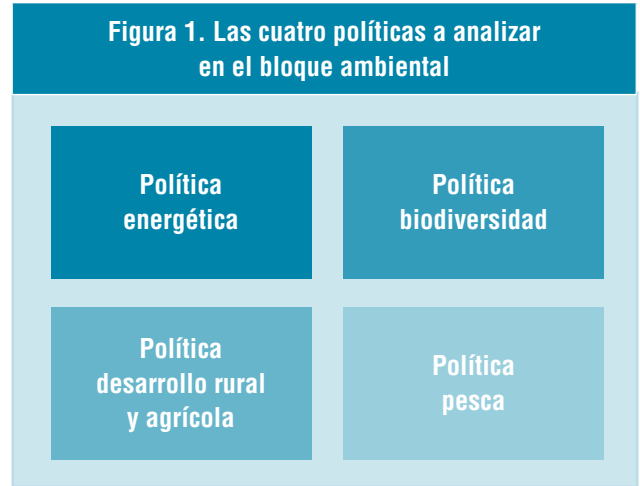 Figura 1. Las cuatro políticas a analizar
en el bloque ambiental
Política
energética
Política
biodiversidad
Política
desarrollo rural
y agrícola
Política
pesca